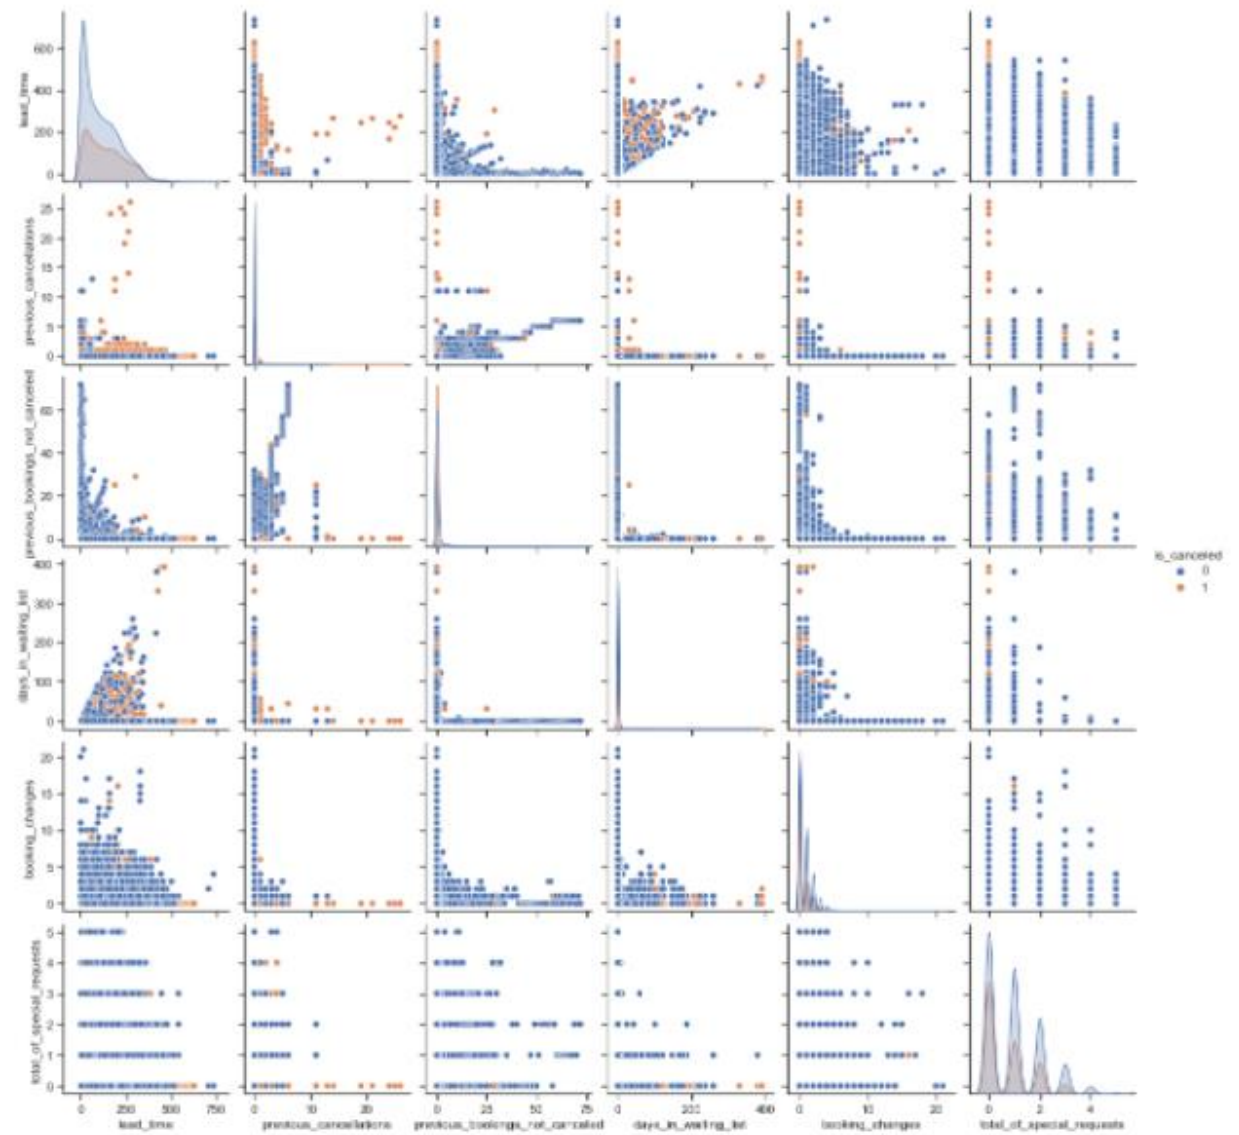 600
400
200
0
lead_time
25
20
15
10
5
0
previous_cancellations
60
40
20
0
previous_bookings_not_canceled
400
300
200
100
0
days_in_waiting_list
is_canceled
0
1
20
15
10
5
0
booking_changes
5
4
3
2
1
0
total_of_special_requests
0 250 500 750
0 10 20
0 25 50 75
0 200 400
0 10 20
0 2 4
lead_time previous_cancellations previous_bookings_not_canceled days_in_waiting_list booking_changes total_of_special_requests